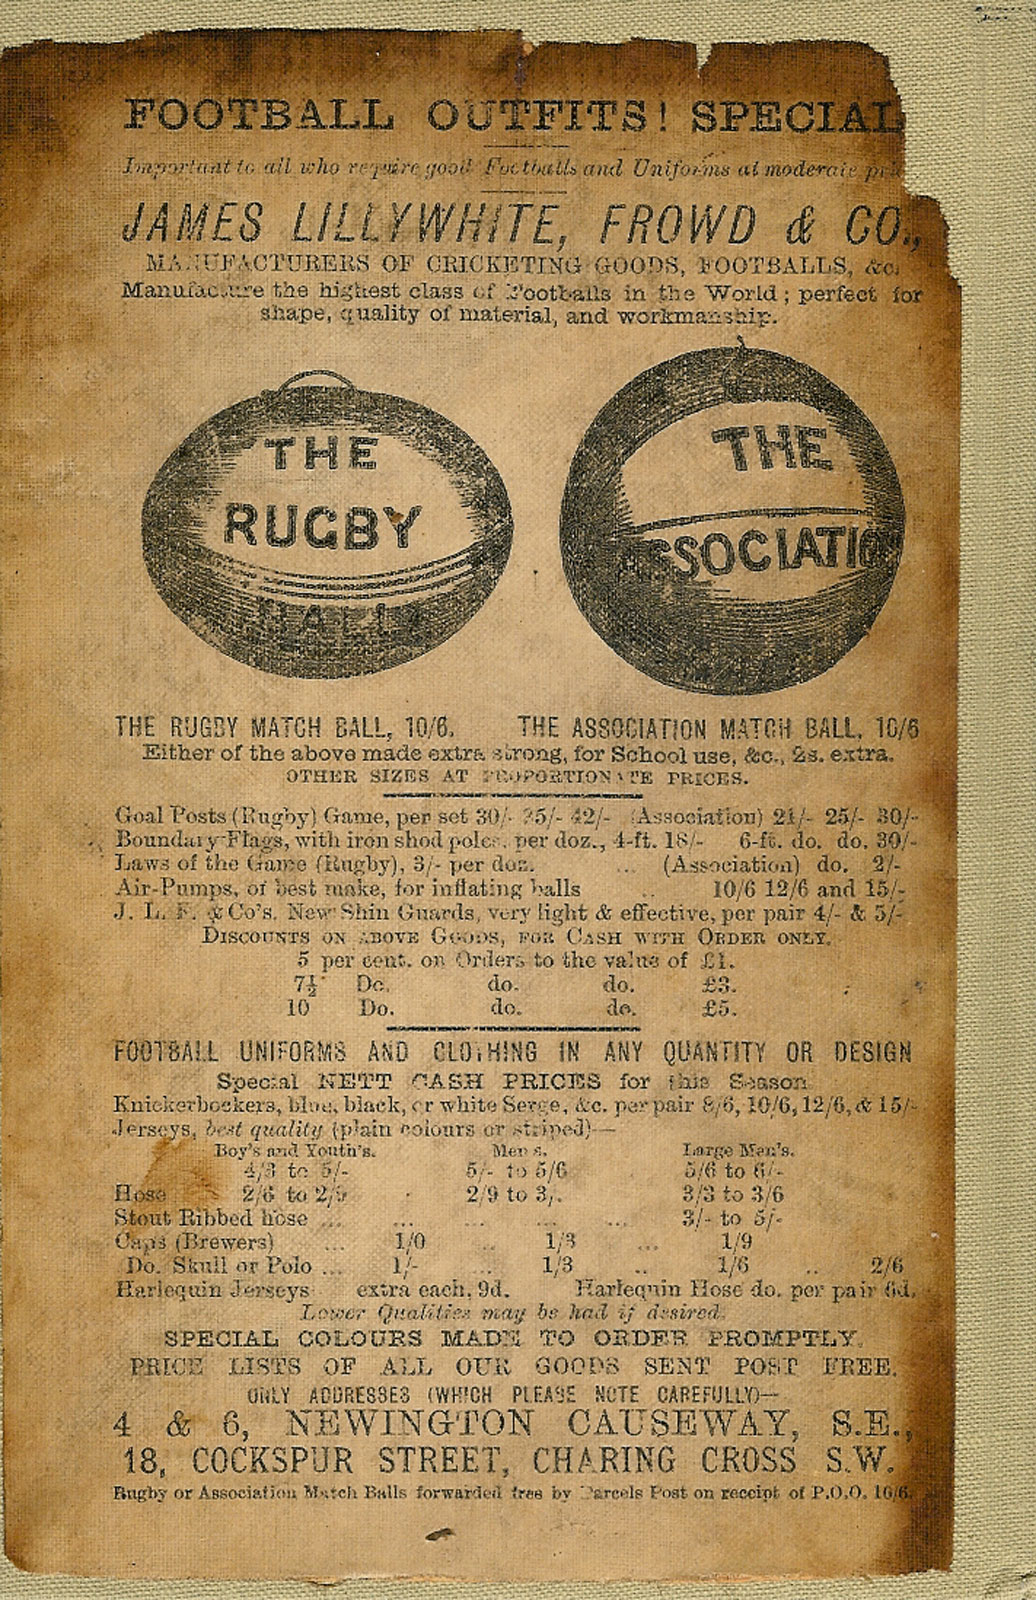 FOOTBALL OUTFITS! SPECIAL
Important to all who require good Footballs and Uniforms at moderate
JAMES LILLYWHITE, FROWD & CO.,
MANUFACTURERS OF CRICKETING GOODS, FOOTBALLS, &c.
Manufacture the highest class of Footballs in the World; perfect for
shape, quality of material, and workmanship.
THE RUGBY
THE ASSOCIATION
THE RUGBY MATCH BALL, 10/6. THE ASSOCIATION MATCH BALL, 10/6
Either of the above made extra strong, for School use, &c., 2s. extra.
OTHER SIZES AT PROPORTIONATE PRICES.
Goal Posts (Rugby) Game, per set 30/- 35/- 42/- (Association) 21/- 25/- 30/-
Boundary Flags, with iron shod poles, per doz., 4-ft. 18/- 6-ft. do. do. 30/-
Laws of the Game (Rugby), 3/- per doz. ... (Association) do. 2/-
Air-Pumps, of best make, for inflating balls .. 10/6 12/6 and 15/-
J. L. F. & Co's. New Shin Guards, very light & effective, per pair 4/- & 5/-
DISCOUNTS ON ABOVE GOODS, FOR CASH WITH ORDER ONLY.
5 per cent. on Orders to the value of £1.
7½ Do. do. do. £3.
10 Do. do. do. £5.
FOOTBALL UNIFORMS AND CLOTHING IN ANY QUANTITY OR DESIGN
Special NETT CASH PRICES for this Season
Knickerbockers, blue, black, or white Serge, &c. per pair 8/6, 10/6, 12/6, & 15/-
Jerseys, best quality (plain colours or striped)—
Boy's and Youth's. Men's. Large Men's.
4/3 to 5/- 5/- to 5/6 5/6 to 6/-
Hose 2/6 to 2/9 2/9 to 3/- 3/3 to 3/6
Stout Ribbed hose ... ... ... ... ... 3/- to 5/-
Caps (Brewers) ... 1/0 .. 1/3 ... 1/9
Do. Skull or Polo ... 1/- .. 1/3 .. 1/6 .. 2/6
Harlequin Jerseys extra each, 9d. Harlequin Hose do. per pair 6d.
Lower Qualities may be had if desired.
SPECIAL COLOURS MADE TO ORDER PROMPTLY.
PRICE LISTS OF ALL OUR GOODS SENT POST FREE.
ONLY ADDRESSES (WHICH PLEASE NOTE CAREFULLY)—
4 & 6, NEWINGTON CAUSEWAY, S.E.,
18, COCKSPUR STREET, CHARING CROSS S.W.
Rugby or Association Match Balls forwarded free by Parcels Post on receipt of P.O.O. 10/6.